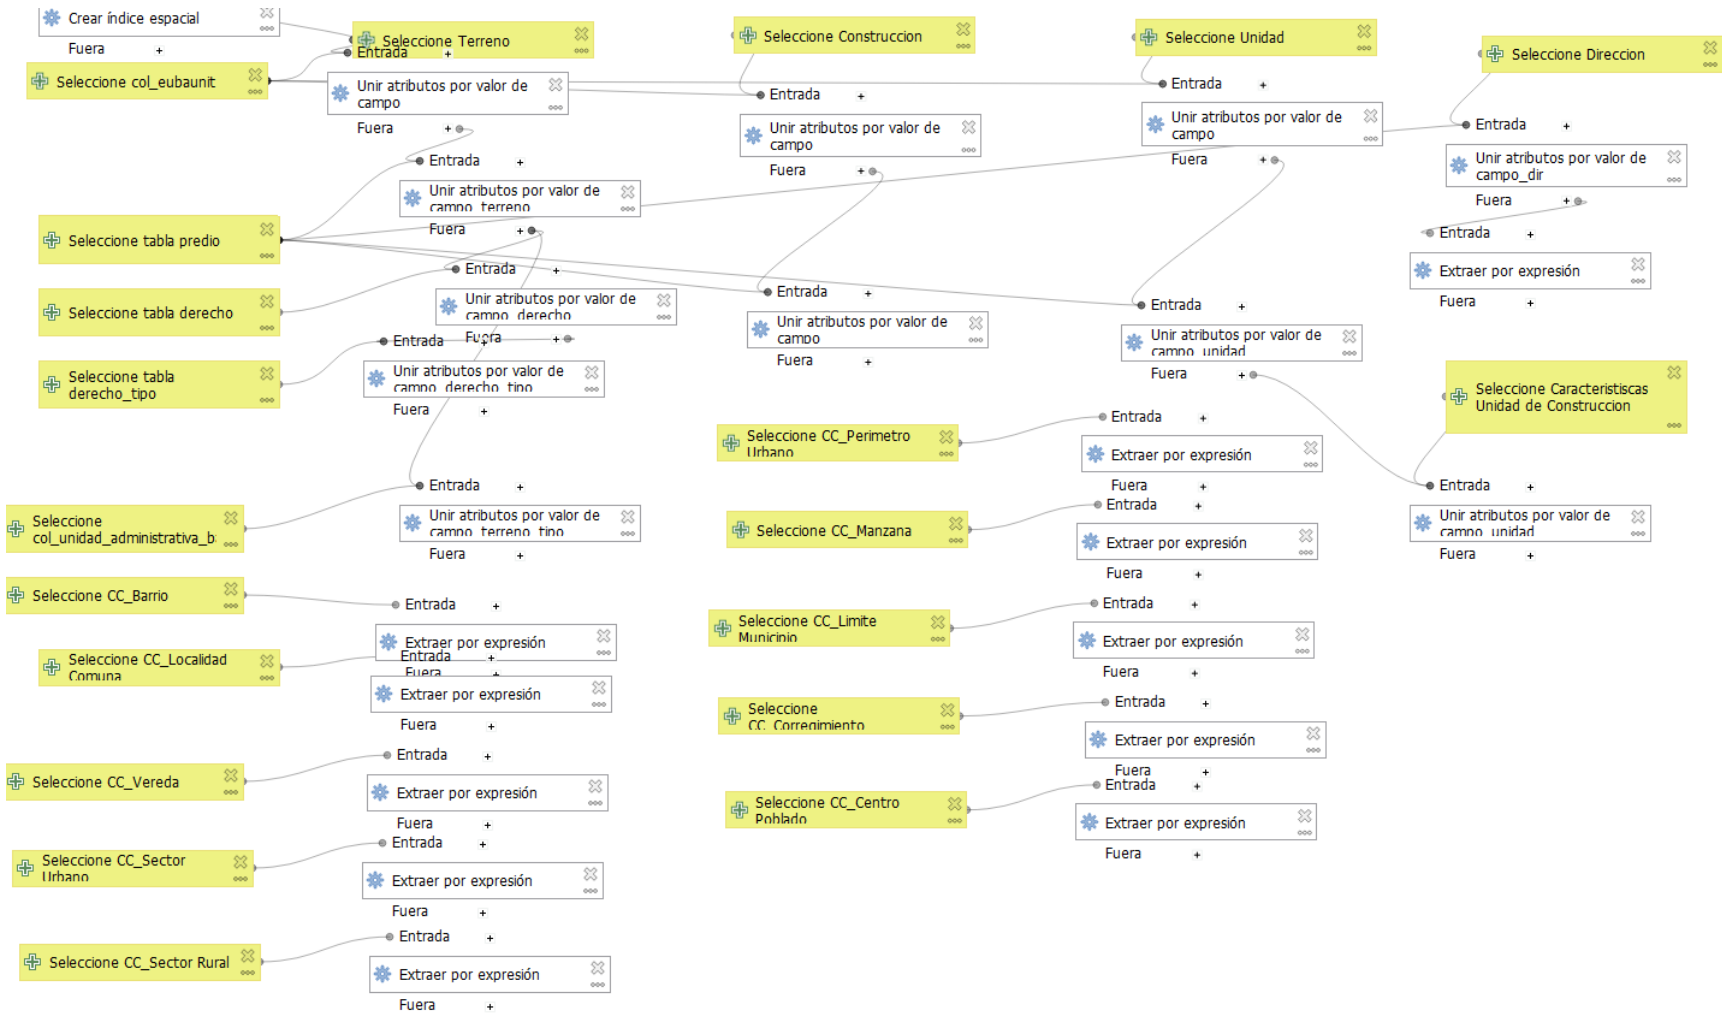 Crear índice espacial
Fuera
Seleccione Terreno
Entrada
Seleccione col_eubaunit
Unir atributos por valor de
campo
Fuera
Entrada
Unir atributos por valor de
campo_terreno
Fuera
Seleccione tabla predio
Entrada
Seleccione tabla derecho
Unir atributos por valor de
campo_derecho
Fuera
Entrada
Seleccione tabla
derecho_tipo
Unir atributos por valor de
campo_derecho_tipo
Fuera
Entrada
Seleccione
col_unidad_administrativa_b
Unir atributos por valor de
campo_terreno_tipo
Fuera
Seleccione CC_Barrio
Entrada
Extraer por expresión
Fuera
Seleccione CC_Localidad
Comuna
Entrada
Extraer por expresión
Fuera
Entrada
Seleccione CC_Vereda
Extraer por expresión
Fuera
Entrada
Seleccione CC_Sector
Urbano
Extraer por expresión
Fuera
Entrada
Seleccione CC_Sector Rural
Extraer por expresión
Fuera
Seleccione Construccion
Entrada
Unir atributos por valor de
campo
Fuera
Entrada
Unir atributos por valor de
campo
Fuera
Seleccione Unidad
Entrada
Unir atributos por valor de
campo
Fuera
Entrada
Unir atributos por valor de
campo_unidad
Fuera
Seleccione Direccion
Entrada
Unir atributos por valor de
campo_dir
Fuera
Entrada
Extraer por expresión
Fuera
Seleccione Caracteristiscas
Unidad de Construccion
Entrada
Unir atributos por valor de
campo_unidad
Fuera
Entrada
Seleccione CC_Perimetro
Urbano
Extraer por expresión
Fuera
Entrada
Seleccione CC_Manzana
Extraer por expresión
Fuera
Entrada
Seleccione CC_Limite
Municipio
Extraer por expresión
Fuera
Entrada
Seleccione
CC_Corregimiento
Extraer por expresión
Fuera
Entrada
Seleccione CC_Centro
Poblado
Extraer por expresión
Fuera